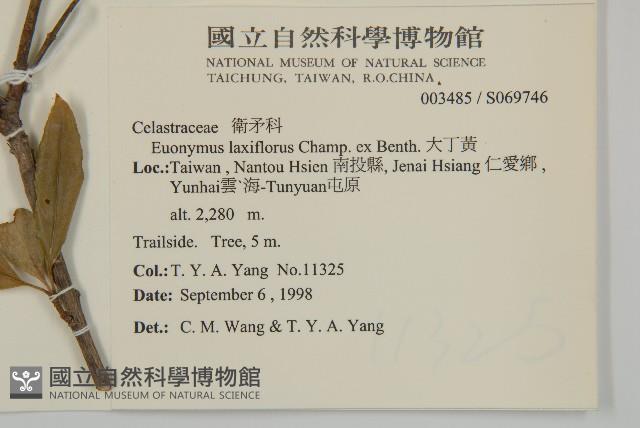 國立自然科學博物館
NATIONAL MUSEUM OF NATURAL SCIENCE
TAICHUNG, TAIWAN, R.O.CHINA.
003485 / S069746
Celastraceae 衛矛科
Euonymus laxiflorus Champ. ex Benth. 大丁黃
Loc.:Taiwan , Nantou Hsien 南投縣, Jenai Hsiang 仁愛鄉 ,
Yunhai雲海-Tunyuan屯原
alt. 2,280 m.
Trailside. Tree, 5 m.
Col.: T. Y. A. Yang No.11325
Date: September 6 , 1998
Det.: C. M. Wang & T. Y. A. Yang
11325
國立自然科學博物館
NATIONAL MUSEUM OF NATURAL SCIENCE